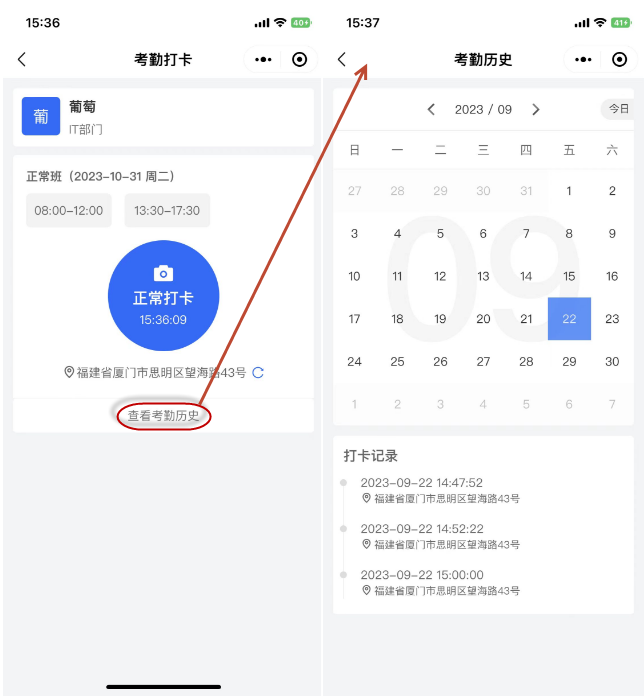 15:36
40
考勤打卡
葡
葡萄
IT部门
正常班（2023-10-31 周二）
08:00-12:00 13:30-17:30
正常打卡
15:36:09
福建省厦门市思明区望海路43号
查看考勤历史
15:37
41
考勤历史
2023 / 09 今日
日 一 二 三 四 五 六
27 28 29 30 31 1 2
3 4 5 6 7 8 9
10 11 12 13 14 15 16
17 18 19 20 21 22 23
24 25 26 27 28 29 30
1 2 3 4 5 6 7
09
打卡记录
2023-09-22 14:47:52
福建省厦门市思明区望海路43号
2023-09-22 14:52:22
福建省厦门市思明区望海路43号
2023-09-22 15:00:00
福建省厦门市思明区望海路43号